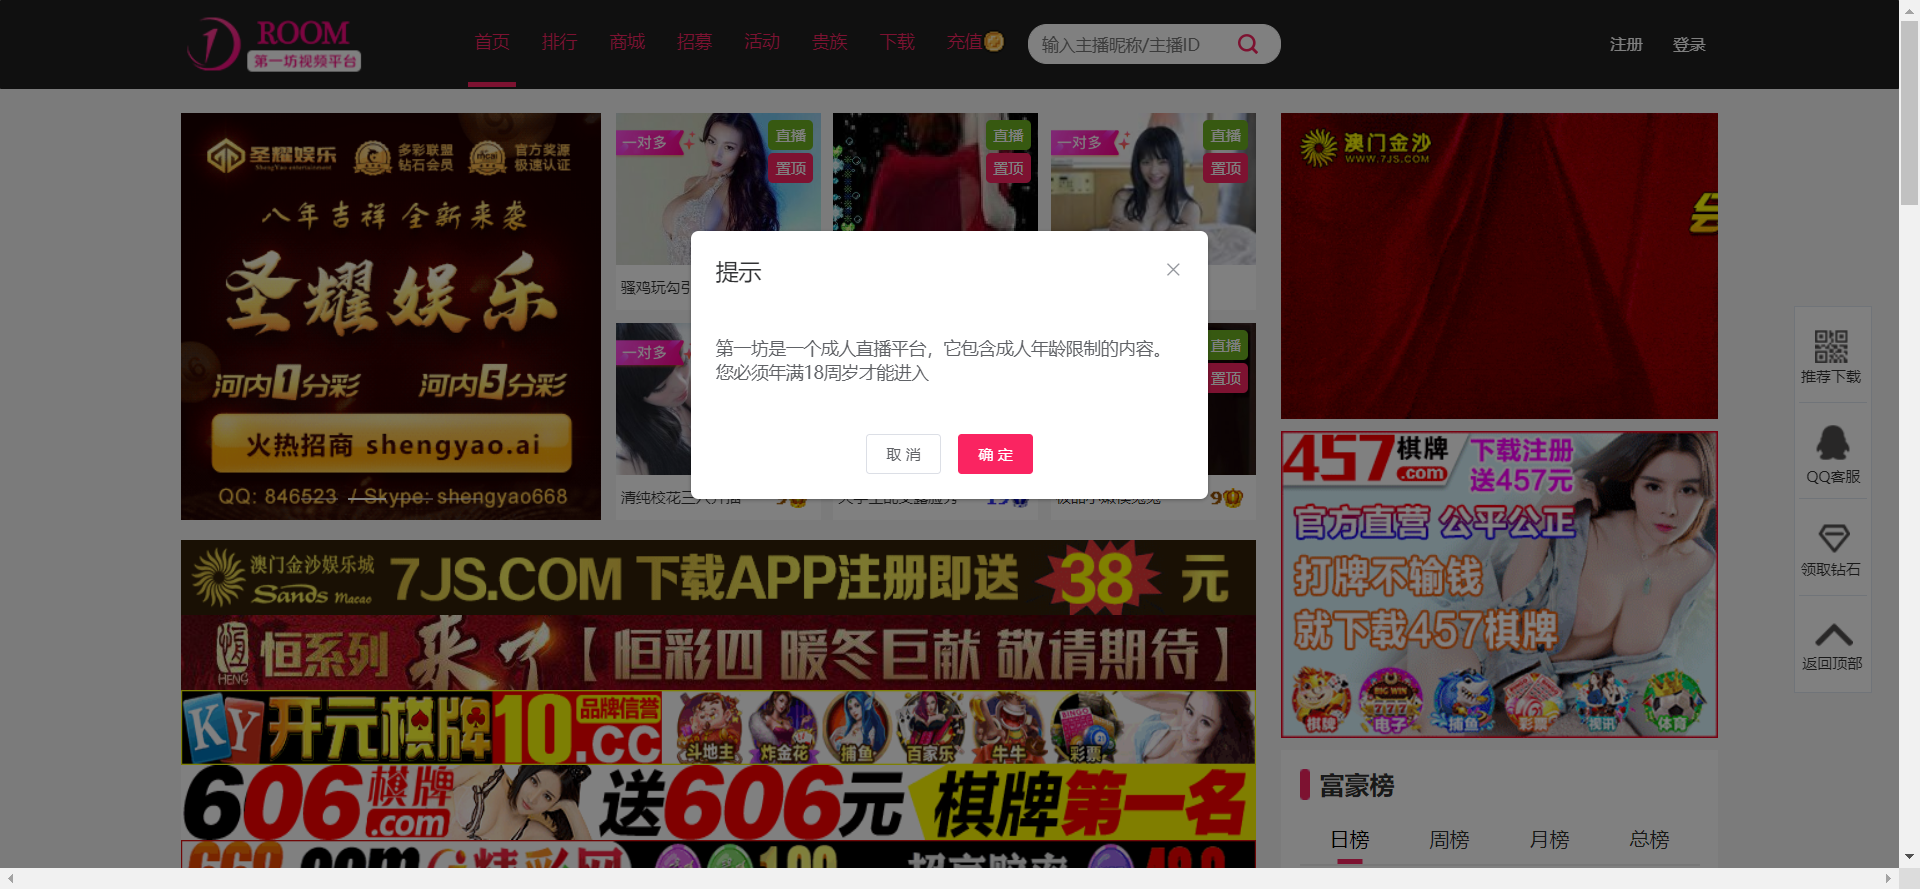 ROOM
第一坊视频平台
首页 排行 商城 招募 活动 贵族 下载 充值
输入主播昵称/主播ID
注册 登录
圣耀娱乐
多彩联盟
钻石会员
官方奖源
极速认证
八年吉祥 全新来袭
圣耀娱乐
河内1分彩 河内5分彩
火热招商 shengyao.ai
QQ: 846523 Skype: shengyao668
一对多
直播
置顶
直播
置顶
一对多
直播
置顶
骚鸡玩勾引
一对多
直播
置顶
9
提示
第一坊是一个成人直播平台，它包含成人年龄限制的内容。
您必须年满18周岁才能进入
取 消
确 定
澳门金沙
WWW.7JS.COM
457棋牌
.com
下载注册
送457元
官方直营 公平公正
打牌不输钱
就下载457棋牌
棋牌 BIG WIN 777 电子 捕鱼 彩票 视讯 体育
推荐下载
QQ客服
领取钻石
返回顶部
澳门金沙娱乐城
Sands Macao
7JS.COM 下载APP注册即送 38 元
恒 HENG 恒系列 来了【恒彩四 暖冬巨献 敬请期待】
KY 开元棋牌 10.cc 品牌信誉
斗地主 炸金花 捕鱼 百家乐 牛牛 BINGO 彩票
606棋牌.com 送606元 棋牌第一名
富豪榜
日榜 周榜 月榜 总榜